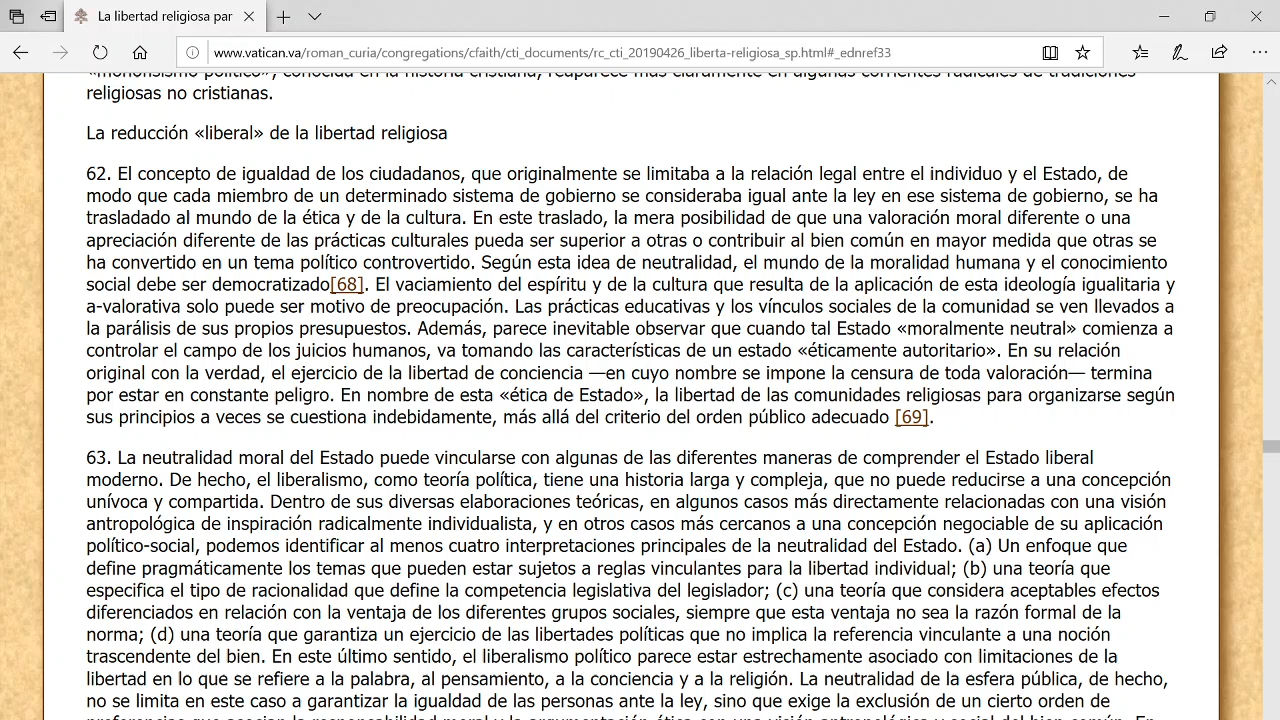 La libertad religiosa par
www.vatican.va/roman_curia/congregations/cfaith/cti_documents/rc_cti_20190426_liberta-religiosa_sp.html#_ednref33
religiosas no cristianas.
La reducción «liberal» de la libertad religiosa
62. El concepto de igualdad de los ciudadanos, que originalmente se limitaba a la relación legal entre el individuo y el Estado, de
modo que cada miembro de un determinado sistema de gobierno se consideraba igual ante la ley en ese sistema de gobierno, se ha
trasladado al mundo de la ética y de la cultura. En este traslado, la mera posibilidad de que una valoración moral diferente o una
apreciación diferente de las prácticas culturales pueda ser superior a otras o contribuir al bien común en mayor medida que otras se
ha convertido en un tema político controvertido. Según esta idea de neutralidad, el mundo de la moralidad humana y el conocimiento
social debe ser democratizado[68]. El vaciamiento del espíritu y de la cultura que resulta de la aplicación de esta ideología igualitaria y
a-valorativa solo puede ser motivo de preocupación. Las prácticas educativas y los vínculos sociales de la comunidad se ven llevados a
la parálisis de sus propios presupuestos. Además, parece inevitable observar que cuando tal Estado «moralmente neutral» comienza a
controlar el campo de los juicios humanos, va tomando las características de un estado «éticamente autoritario». En su relación
original con la verdad, el ejercicio de la libertad de conciencia —en cuyo nombre se impone la censura de toda valoración— termina
por estar en constante peligro. En nombre de esta «ética de Estado», la libertad de las comunidades religiosas para organizarse según
sus principios a veces se cuestiona indebidamente, más allá del criterio del orden público adecuado [69].
63. La neutralidad moral del Estado puede vincularse con algunas de las diferentes maneras de comprender el Estado liberal
moderno. De hecho, el liberalismo, como teoría política, tiene una historia larga y compleja, que no puede reducirse a una concepción
unívoca y compartida. Dentro de sus diversas elaboraciones teóricas, en algunos casos más directamente relacionadas con una visión
antropológica de inspiración radicalmente individualista, y en otros casos más cercanos a una concepción negociable de su aplicación
político-social, podemos identificar al menos cuatro interpretaciones principales de la neutralidad del Estado. (a) Un enfoque que
define pragmáticamente los temas que pueden estar sujetos a reglas vinculantes para la libertad individual; (b) una teoría que
especifica el tipo de racionalidad que define la competencia legislativa del legislador; (c) una teoría que considera aceptables efectos
diferenciados en relación con la ventaja de los diferentes grupos sociales, siempre que esta ventaja no sea la razón formal de la
norma; (d) una teoría que garantiza un ejercicio de las libertades políticas que no implica la referencia vinculante a una noción
trascendente del bien. En este último sentido, el liberalismo político parece estar estrechamente asociado con limitaciones de la
libertad en lo que se refiere a la palabra, al pensamiento, a la conciencia y a la religión. La neutralidad de la esfera pública, de hecho,
no se limita en este caso a garantizar la igualdad de las personas ante la ley, sino que exige la exclusión de un cierto orden de